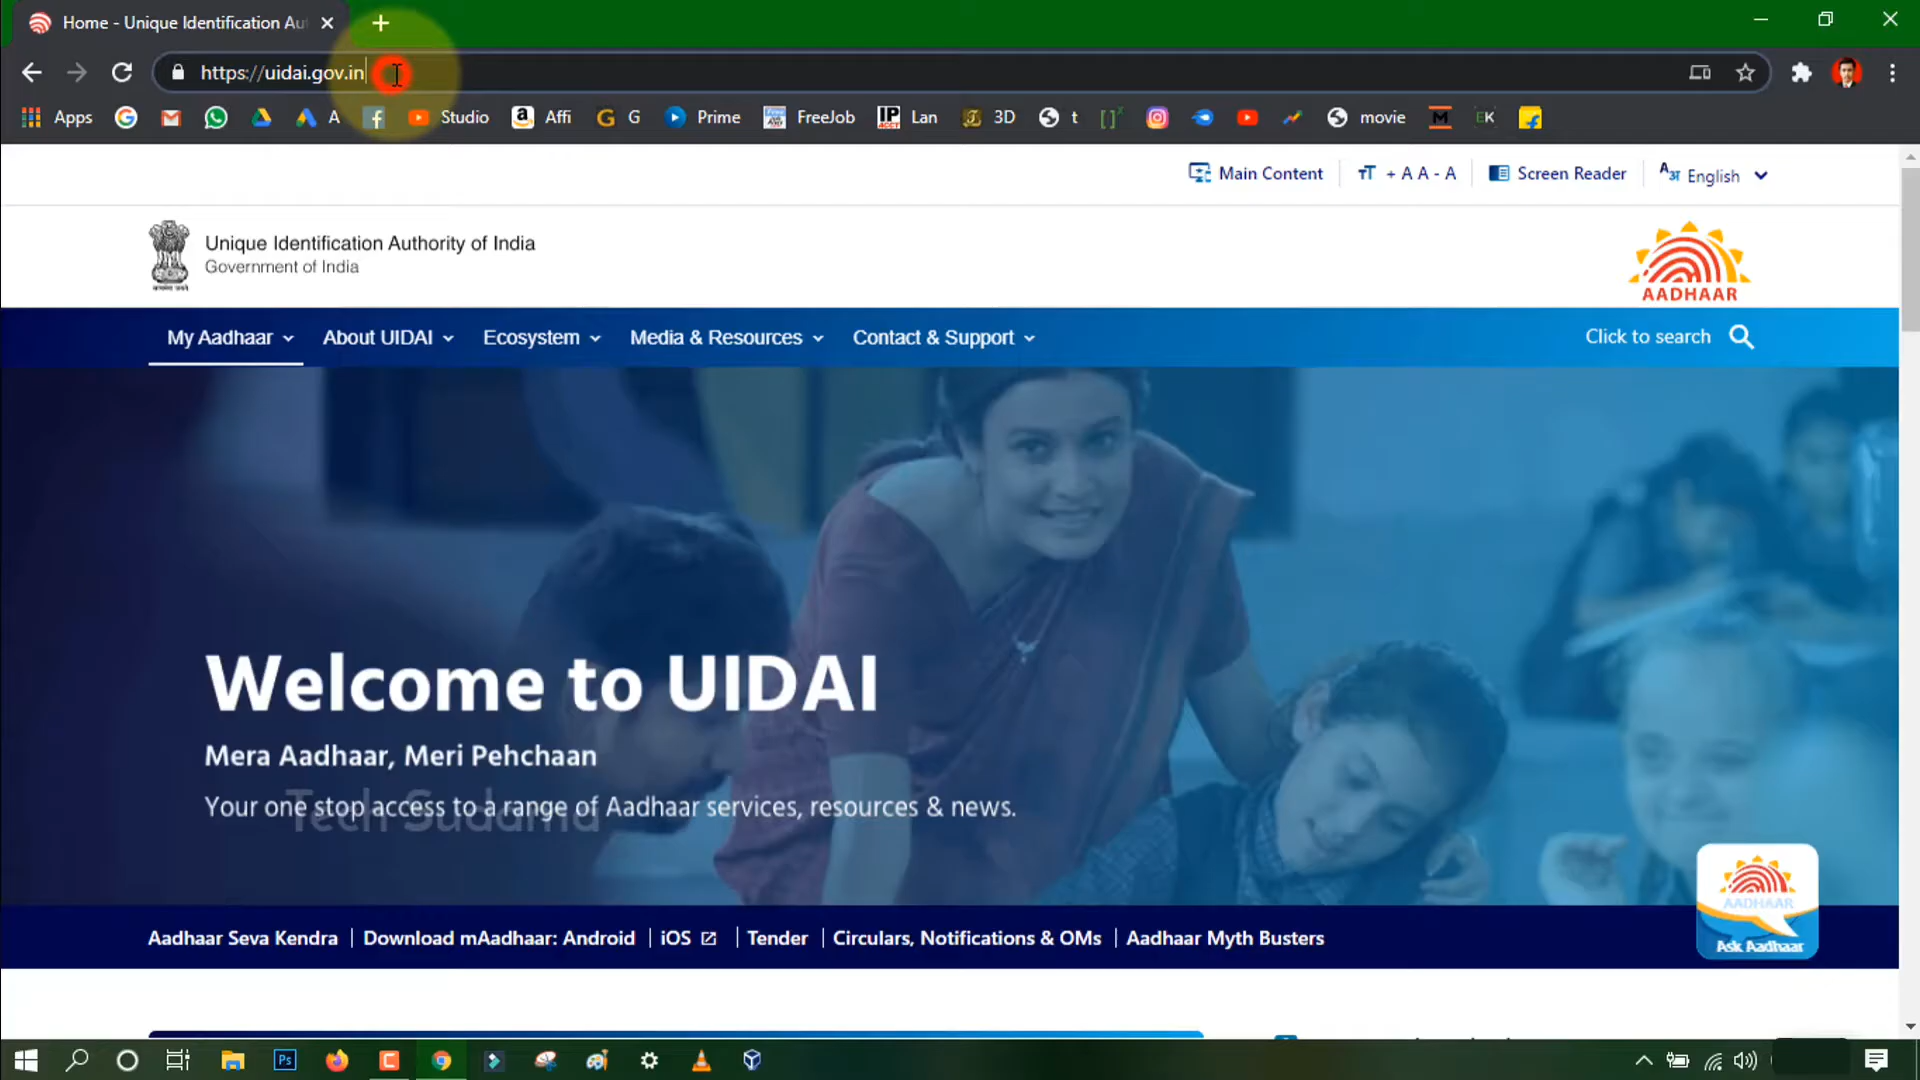 Home - Unique Identification Au
https://uidai.gov.in
Apps A Studio Affi G Prime FreeJob Lan 3D t movie EK
Main Content + A A - A Screen Reader English
Unique Identification Authority of India
Government of India
AADHAAR
My Aadhaar About UIDAI Ecosystem Media & Resources Contact & Support Click to search
Welcome to UIDAI
Mera Aadhaar, Meri Pehchaan
Your one stop access to a range of Aadhaar services, resources & news.
Tech Sudama
AADHAAR
Ask Aadhaar
Aadhaar Seva Kendra | Download mAadhaar: Android | iOS | Tender | Circulars, Notifications & OMs | Aadhaar Myth Busters
Ps